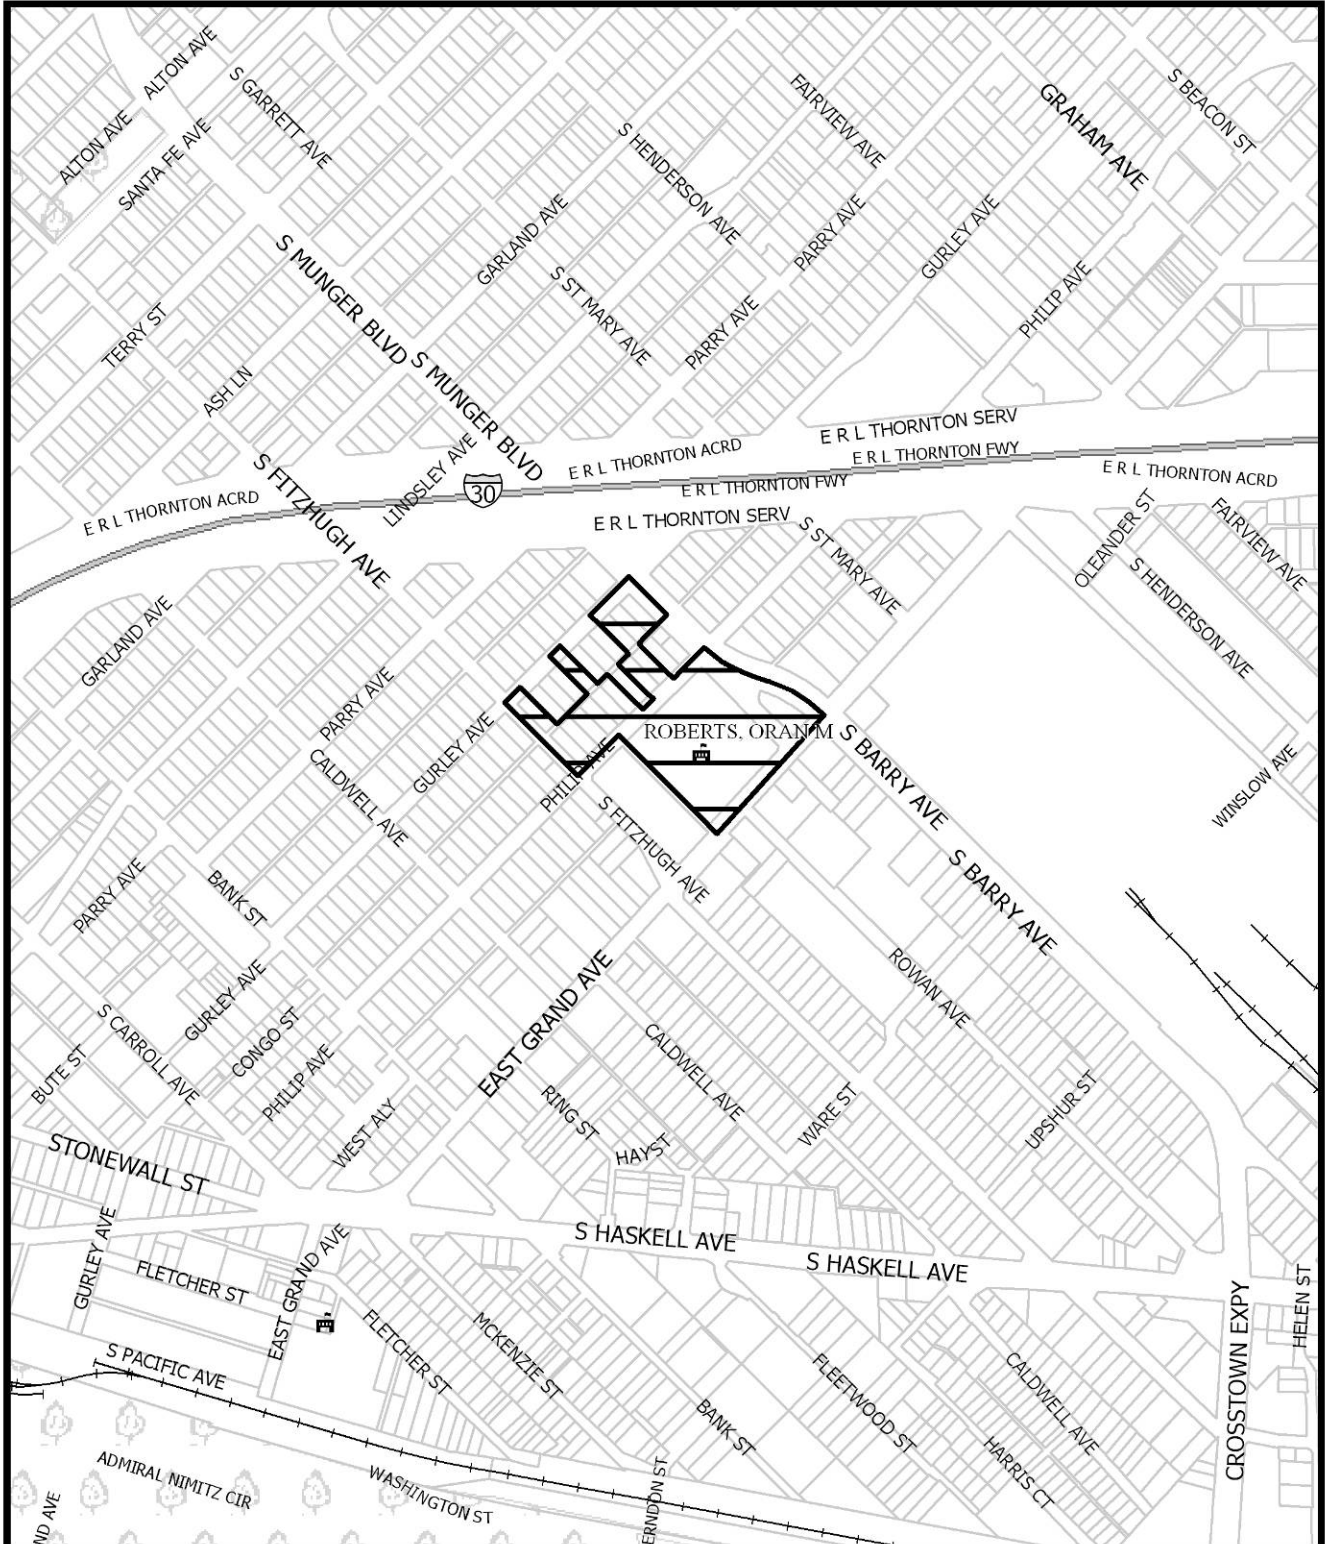 ALTON AVE
S GARRETT AVE
ALTON AVE
SANTA FE AVE
S HENDERSON AVE
FAIRVIEW AVE
GRAHAM AVE
S BEACON ST
S MUNGER BLVD
GARLAND AVE
PARRY AVE
GURLEY AVE
S ST MARY AVE
PARRY AVE
PHILIP AVE
TERRY ST
ASH LN
S MUNGER BLVD
S FITZHUGH AVE
LINDSLEY AVE
30
E R L THORNTON ACRD
E R L THORNTON SERV
E R L THORNTON FWY
E R L THORNTON ACRD
E R L THORNTON ACRD
E R L THORNTON FWY
E R L THORNTON SERV
S ST MARY AVE
OLEANDER ST
FAIRVIEW AVE
S HENDERSON AVE
GARLAND AVE
PARRY AVE
GURLEY AVE
CALDWELL AVE
PHILIP AVE
ROBERTS, ORAN M
S BARRY AVE
WINSLOW AVE
S FITZHUGH AVE
S BARRY AVE
PARRY AVE
BANK ST
GURLEY AVE
CONGO ST
S CARROLL AVE
BUTE ST
PHILIP AVE
EAST GRAND AVE
ROWAN AVE
CALDWELL AVE
RING ST
WARE ST
UPSHUR ST
WEST ALY
HAY ST
STONEWALL ST
S HASKELL AVE
S HASKELL AVE
GURLEY AVE
FLETCHER ST
EAST GRAND AVE
FLETCHER ST
MCKENZIE ST
S PACIFIC AVE
BANK ST
FLEETWOOD ST
CALDWELL AVE
HARRIS CT
CROSSTOWN EXPY
HELEN ST
ADMIRAL NIMITZ CIR
WASHINGTON ST
ERNDON ST
ND AVE